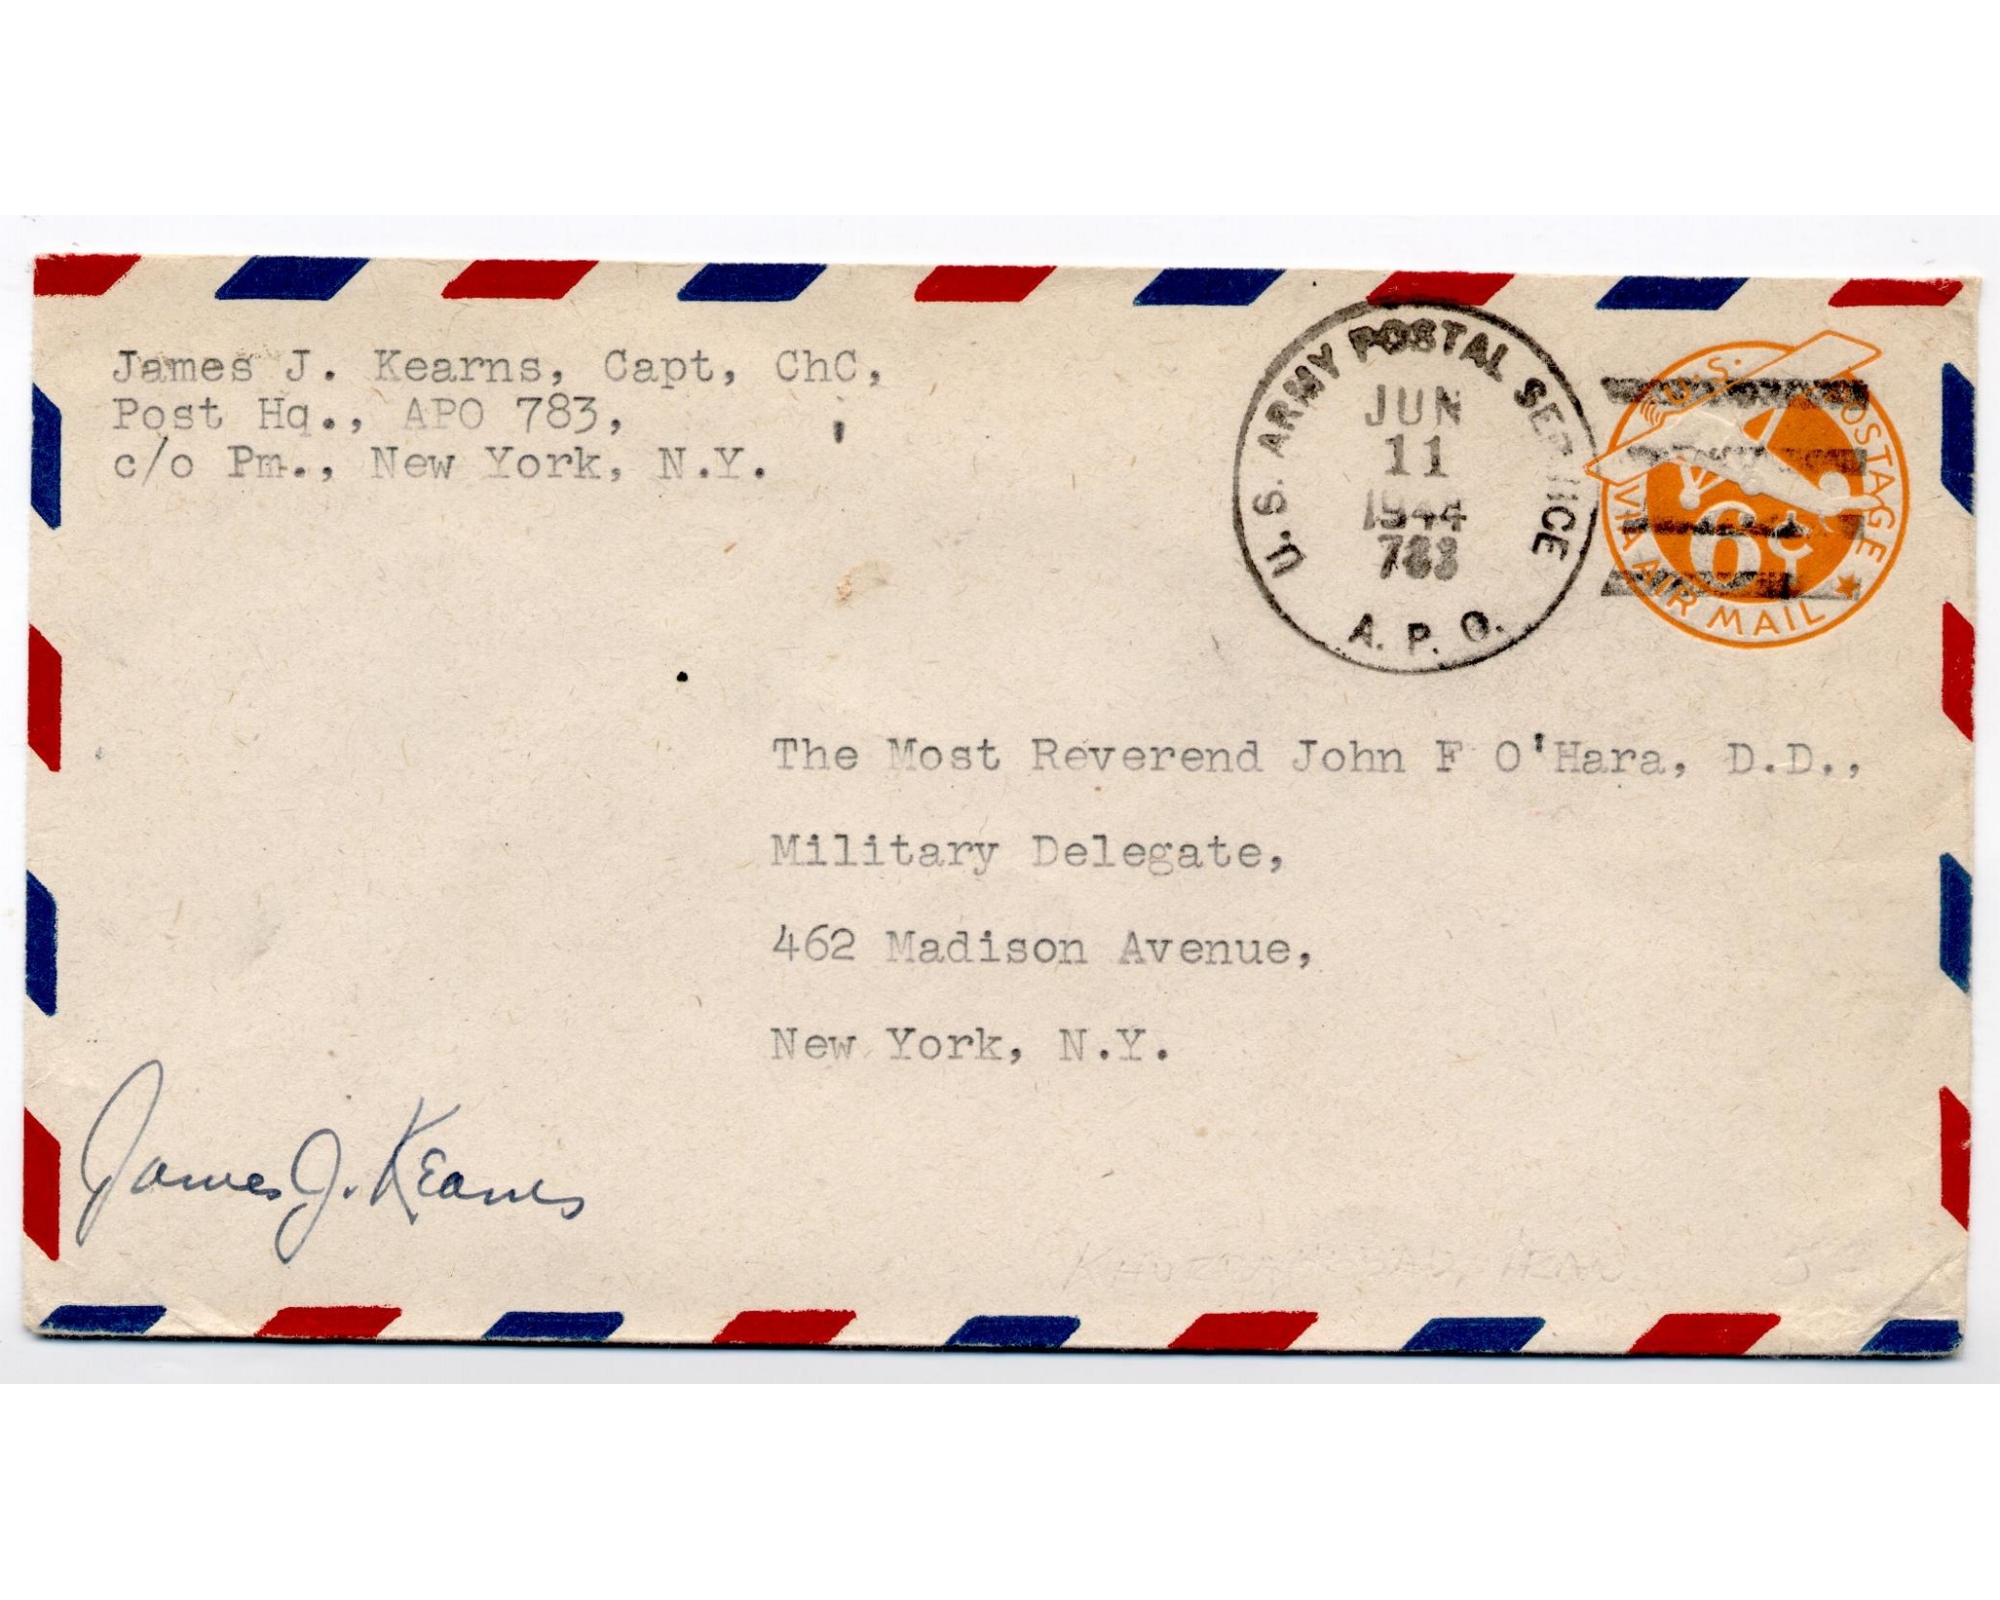 James J. Kearns, Capt, ChC,
Post Hq., APO 783,
c/o Pm., New York, N.Y.
U.S. ARMY POSTAL SERVICE
JUN
11
1944
783
A.P.O.
U.S. POSTAGE
6¢
VIA AIR MAIL
The Most Reverend John F O'Hara, D.D.,
Military Delegate,
462 Madison Avenue,
New York, N.Y.
James J. Kearns
IRAN